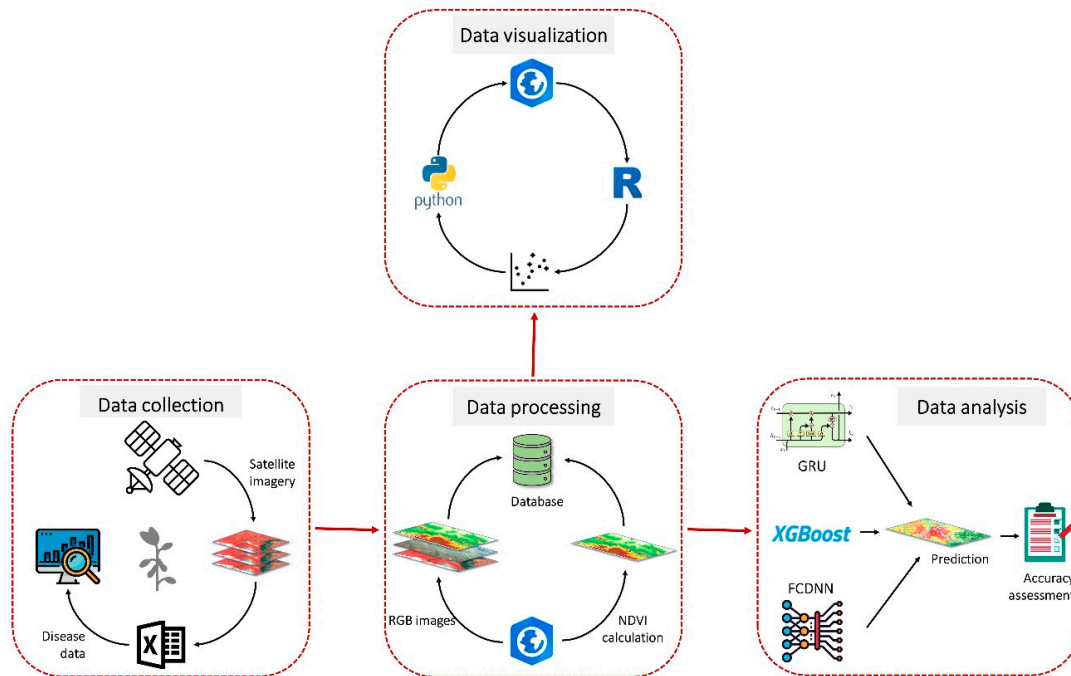 Data visualization
python
R
Data collection
Satellite
imagery
Disease
data
X
Data processing
Database
RGB images
NDVI
calculation
Data analysis
GRU
XGBoost
Prediction
FCDNN
Accuracy
assessment